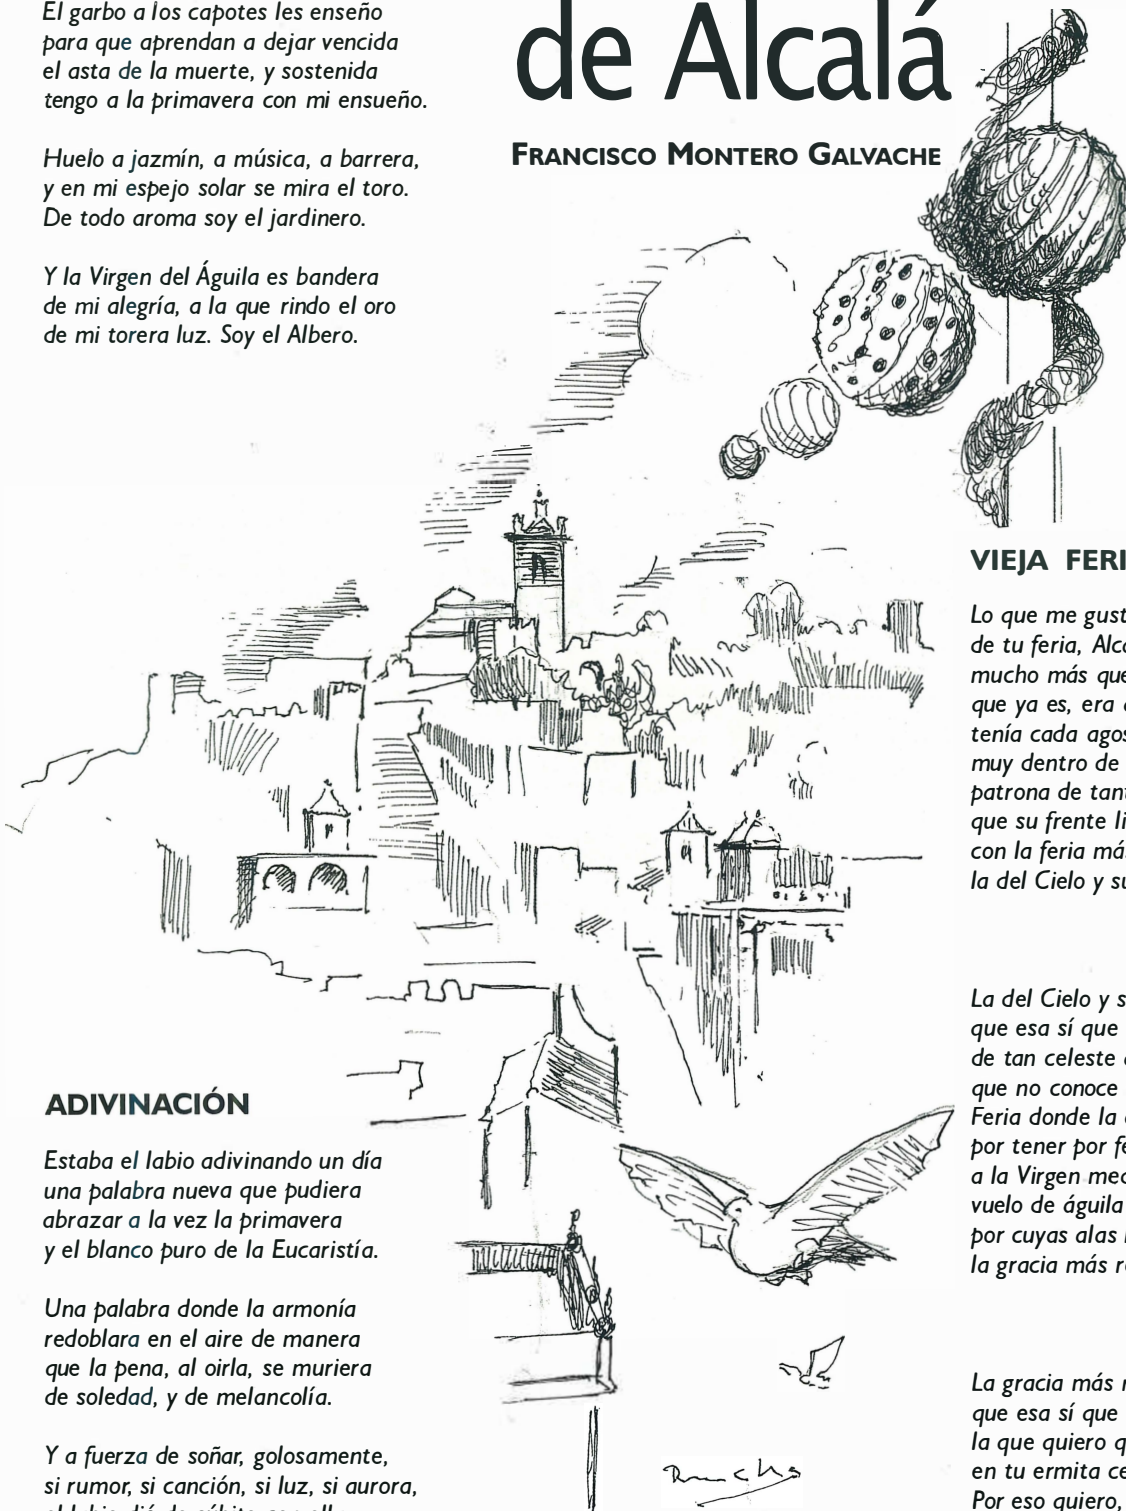 El garbo a los capotes les enseño
para que aprendan a dejar vencida
el asta de la muerte, y sostenida
tengo a la primavera con mi ensueño.
Huelo a jazmín, a música, a barrera,
y en mi espejo solar se mira el toro.
De todo aroma soy el jardinero.
Y la Virgen del Águila es bandera
de mi alegría, a la que rindo el oro
de mi torera luz. Soy el Albero.
de Alcalá
FRANCISCO MONTERO GALVACHE
ADIVINACIÓN
Estaba el labio adivinando un día
una palabra nueva que pudiera
abrazar a la vez la primavera
y el blanco puro de la Eucaristía.
Una palabra donde la armonía
redoblara en el aire de manera
que la pena, al oirla, se muriera
de soledad, y de melancolía.
Y a fuerza de soñar, golosamente,
si rumor, si canción, si luz, si aurora,
VIEJA FERI
Lo que me gust
de tu feria, Alc
mucho más que
que ya es, era
tenía cada agos
muy dentro de
patrona de tant
que su frente li
con la feria má
la del Cielo y su
La del Cielo y s
que esa sí que
de tan celeste
que no conoce
Feria donde la
por tener por fe
a la Virgen med
vuelo de águila
por cuyas alas
la gracia más r
La gracia más
que esa sí que
la que quiero q
en tu ermita ce
Por eso quiero,